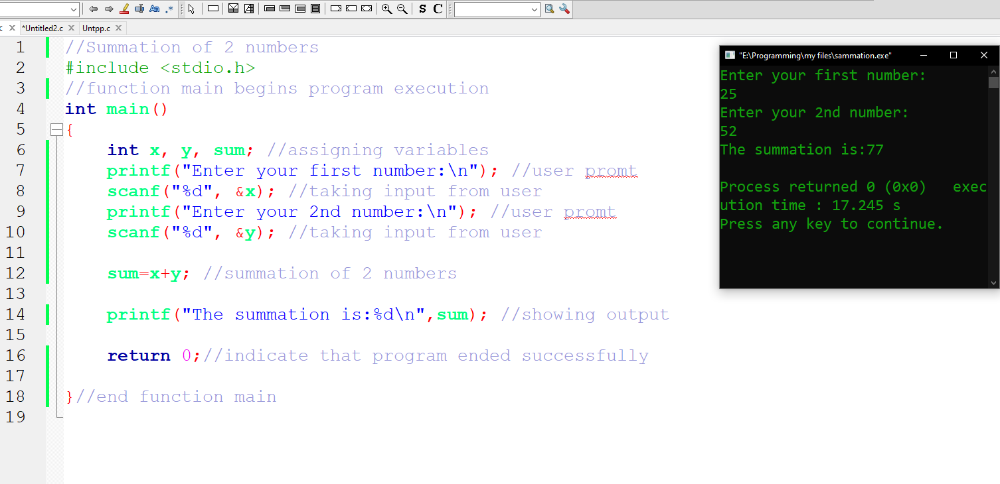 S C
c *Untitled2.c Untpp.c
1 //Summation of 2 numbers
2 #include <stdio.h>
3 //function main begins program execution
4 int main()
5 {
6 int x, y, sum; //assigning variables
7 printf("Enter your first number:\n"); //user promt
8 scanf("%d", &x); //taking input from user
9 printf("Enter your 2nd number:\n"); //user promt
10 scanf("%d", &y); //taking input from user
11
12 sum=x+y; //summation of 2 numbers
13
14 printf("The summation is:%d\n",sum); //showing output
15
16 return 0;//indicate that program ended successfully
17
18 }//end function main
19
"E:\Programming\my files\sammation.exe"
Enter your first number:
25
Enter your 2nd number:
52
The summation is:77
Process returned 0 (0x0) exec
ution time : 17.245 s
Press any key to continue.